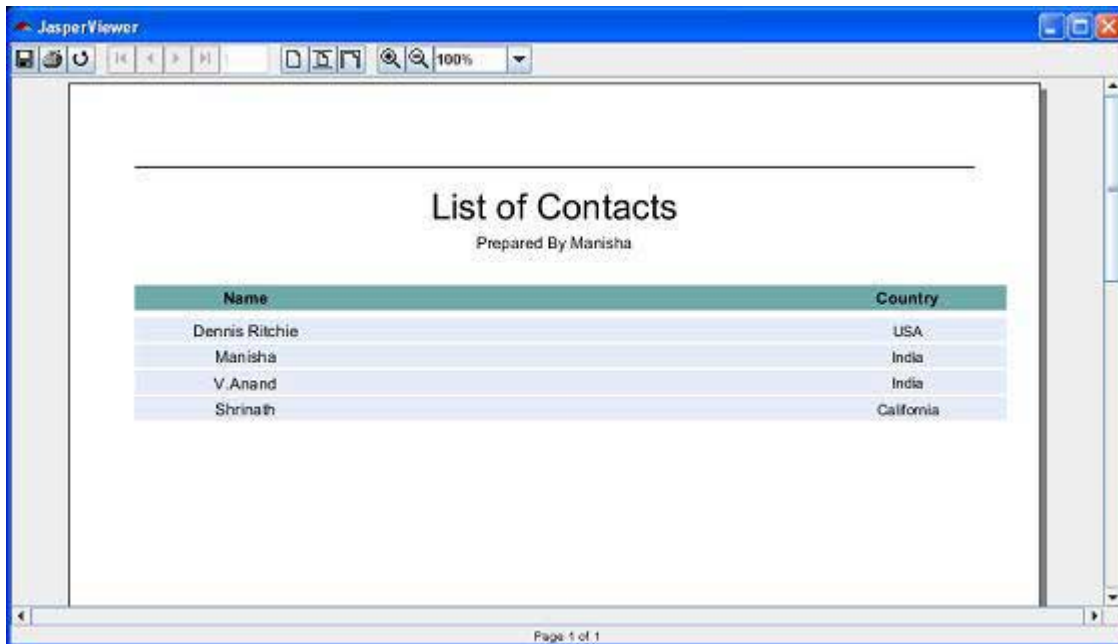 JasperViewer
100%
List of Contacts
Prepared By Manisha
Name Country
Dennis Ritchie USA
Manisha India
V.Anand India
Shrinath California
Page 1 of 1